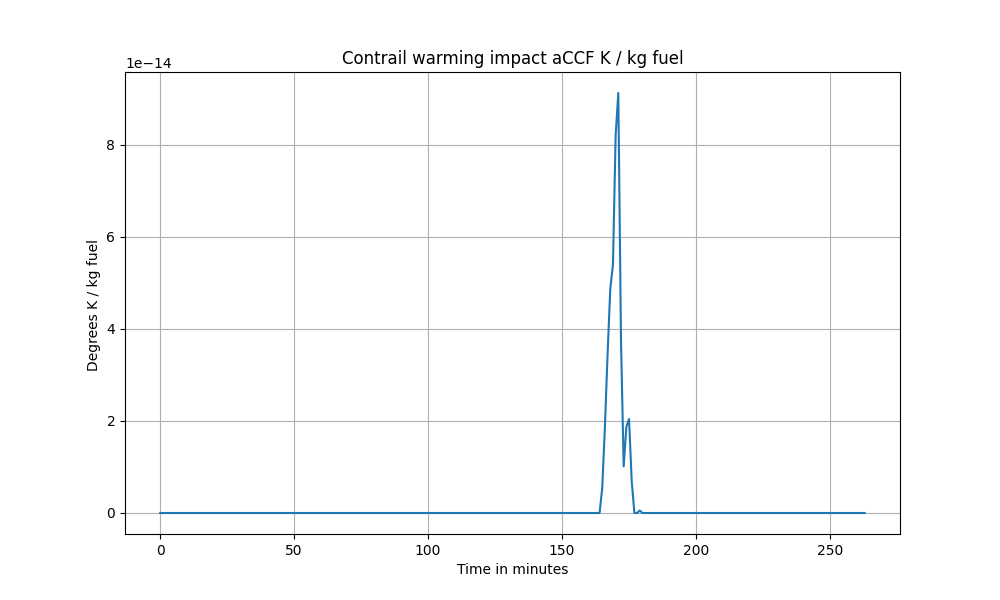 Contrail warming impact aCCF K / kg fuel
1e−14
8
6
4
2
0
Degrees K / kg fuel
0 50 100 150 200 250
Time in minutes